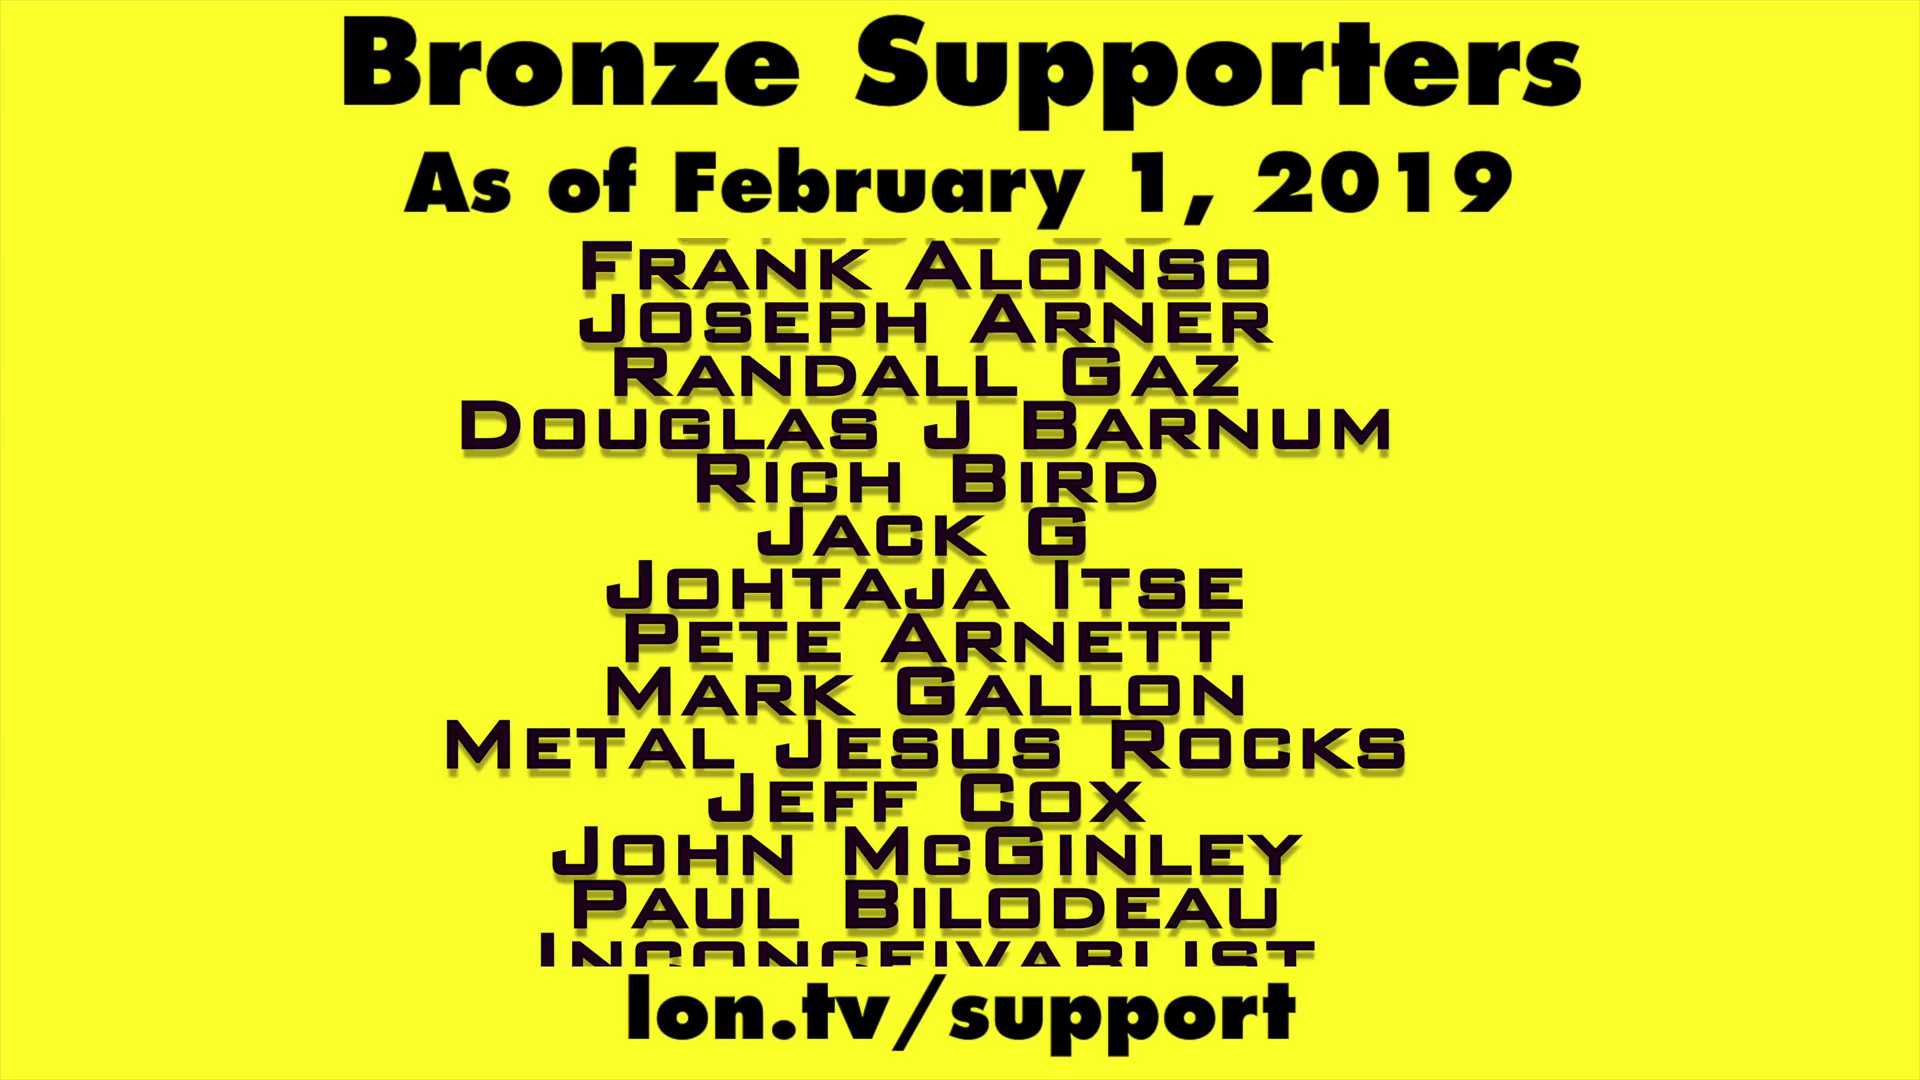 Bronze Supporters
As of February 1, 2019
Frank Alonso
Joseph Arner
Randall Gaz
Douglas J Barnum
Rich Bird
Jack G
Johtaja Itse
Pete Arnett
Mark Gallon
Metal Jesus Rocks
Jeff Cox
John McGinley
Paul Bilodeau
lon.tv/support